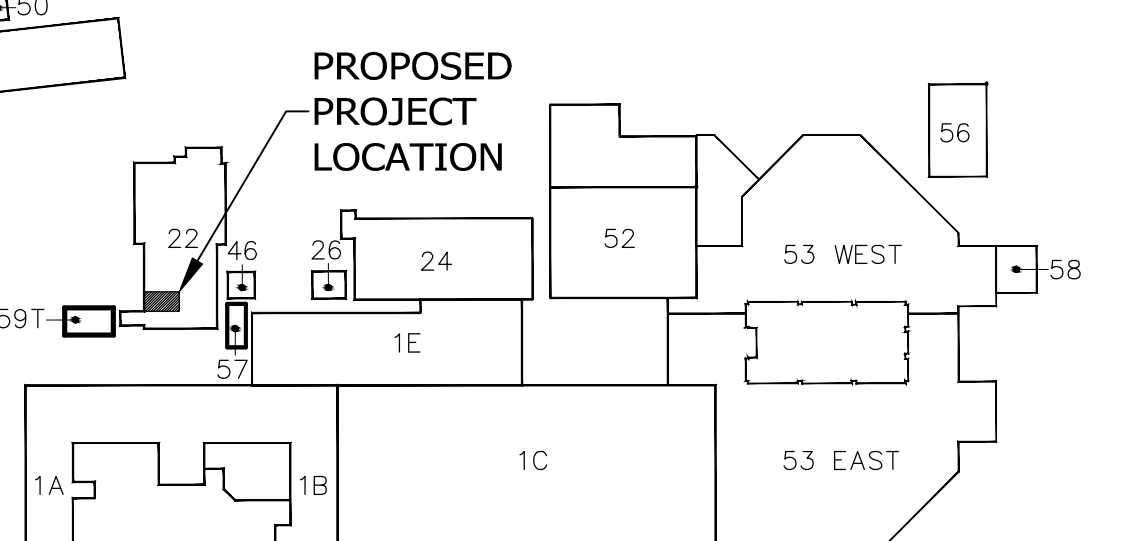 50
PROPOSED
PROJECT
LOCATION
56
22
46
26
24
52
53 WEST
58
59T
57
1E
1A
1B
1C
53 EAST